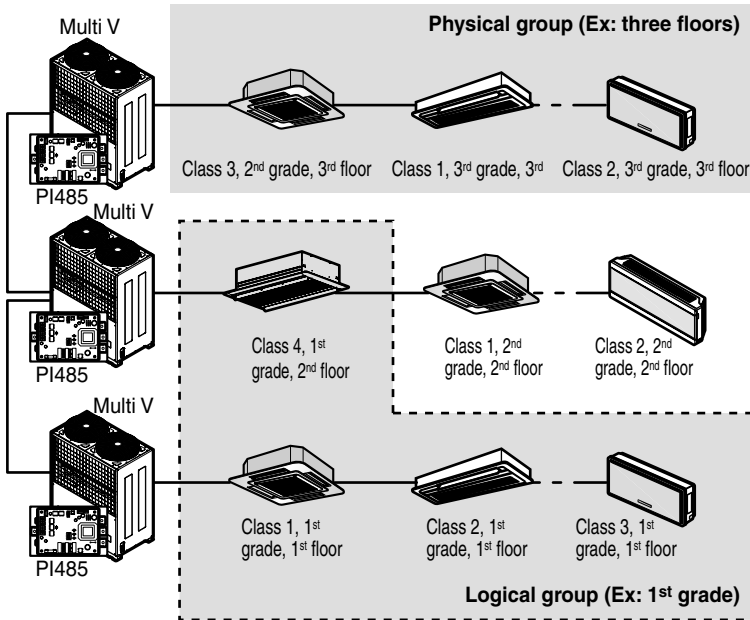 Physical group (Ex: three floors)
Multi V
PI485
Class 3, 2nd grade, 3rd floor
Class 1, 3rd grade, 3rd
Class 2, 3rd grade, 3rd floor
Multi V
PI485
Class 4, 1st
grade, 2nd floor
Class 1, 2nd
grade, 2nd floor
Class 2, 2nd
grade, 2nd floor
Multi V
PI485
Class 1, 1st
grade, 1st floor
Class 2, 1st
grade, 1st floor
Class 3, 1st
grade, 1st floor
Logical group (Ex: 1st grade)